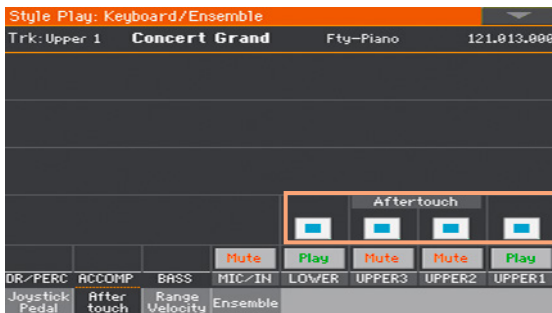 Style Play: Keyboard/Ensemble
Trk: Upper 1 Concert Grand Fty-Piano 121.013.000
Aftertouch
Mute Play Mute Mute Play
DR/PERC ACCOMP BASS MIC/IN LOWER UPPER3 UPPER2 UPPER1
Joystick Pedal After touch Range Velocity Ensemble